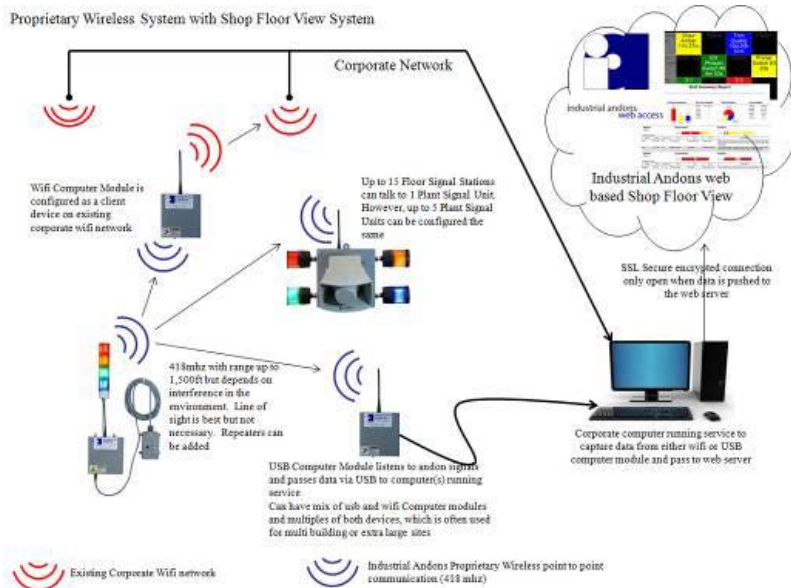 Proprietary Wireless System with Shop Floor View System
Corporate Network
industrial andons
web access
Industrial Andons web
based Shop Floor View
Wifi Computer Module is
configured as a client
device on existing
corporate wifi network
Up to 15 Floor Signal Stations
can talk to 1 Plant Signal Unit.
However, up to 5 Plant Signal
Units can be configured the
same
SSL Secure encrypted connection
only open when data is pushed
to the web server
418mhz with range up to
1,500ft but depends on
interference in the
environment. Line of
sight is best but not
necessary. Repeaters can
be added
Corporate computer running service to
capture data from either wifi or USB
computer module and pass to web server
USB Computer Module listens to andon signals
and passes data via USB to computer(s) running
service
Can have mix of usb and wifi Computer modules
and multiples of both devices, which is often used
for multi building or extra large sites
Existing Corporate Wifi network
Industrial Andons Proprietary Wireless point to point
communication (418 mhz)